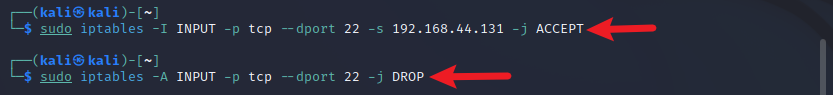 ┌──(kali㉿kali)-[~]
└─$ sudo iptables -I INPUT -p tcp --dport 22 -s 192.168.44.131 -j ACCEPT
┌──(kali㉿kali)-[~]
└─$ sudo iptables -A INPUT -p tcp --dport 22 -j DROP